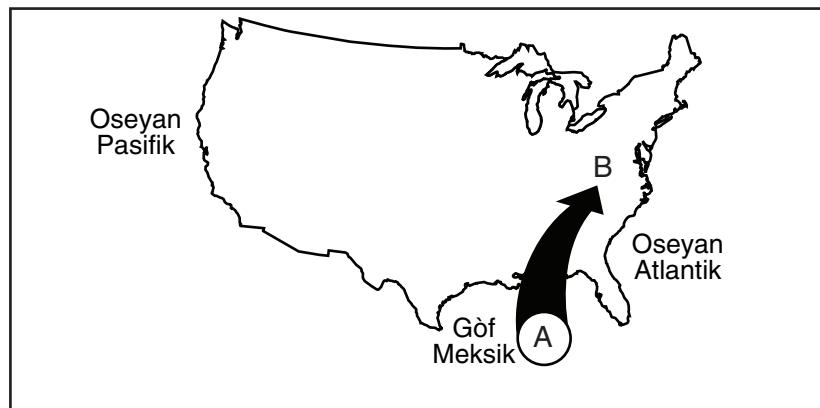 Oseyan
Pasifik
B
Oseyan
Atlantik
Gòf
Meksik
A